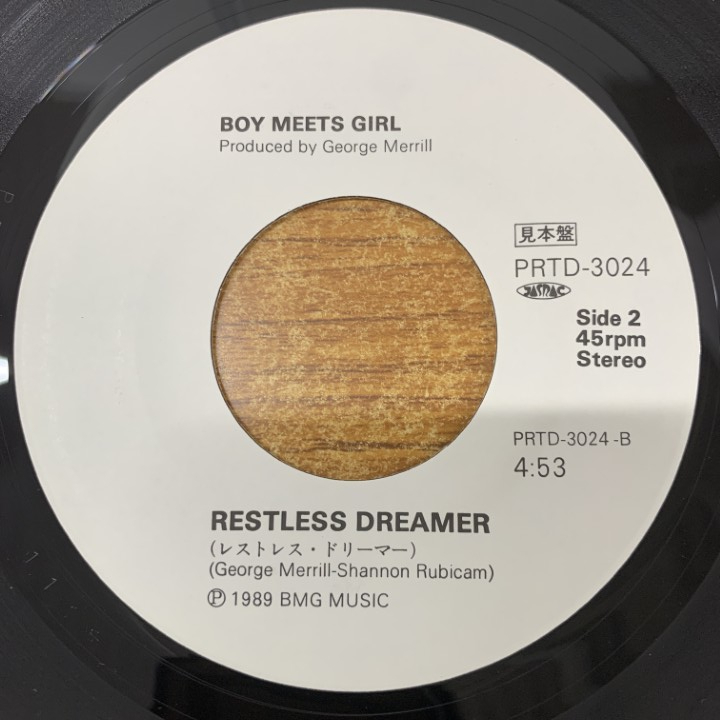 BOY MEETS GIRL
Produced by George Merrill
見本盤
PRTD-3024
JASRAC
Side 2
45rpm
Stereo
PRTD-3024-B
4:53
RESTLESS DREAMER
(レストレス・ドリーマー)
(George Merrill-Shannon Rubicam)
Ⓟ 1989 BMG MUSIC